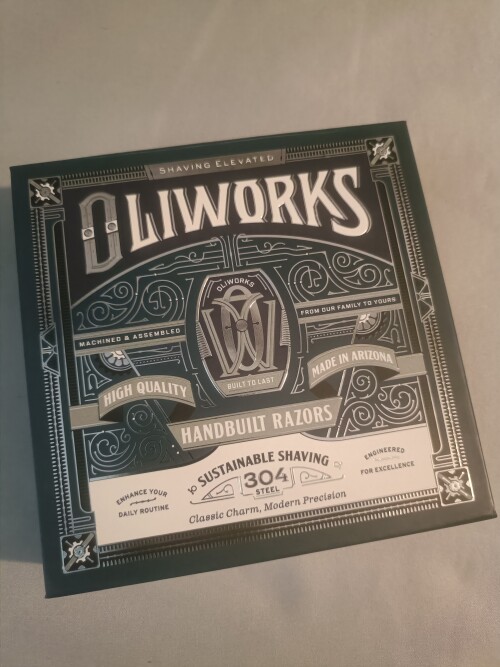 SHAVING ELEVATED
OLIWORKS
OLIWORKS
OW
BUILT TO LAST
MACHINED & ASSEMBLED
FROM OUR FAMILY TO YOURS
HIGH QUALITY
MADE IN ARIZONA
HANDBUILT RAZORS
SUSTAINABLE SHAVING
304
STEEL
Classic Charm, Modern Precision
ENHANCE YOUR
DAILY ROUTINE
ENGINEERED
FOR EXCELLENCE